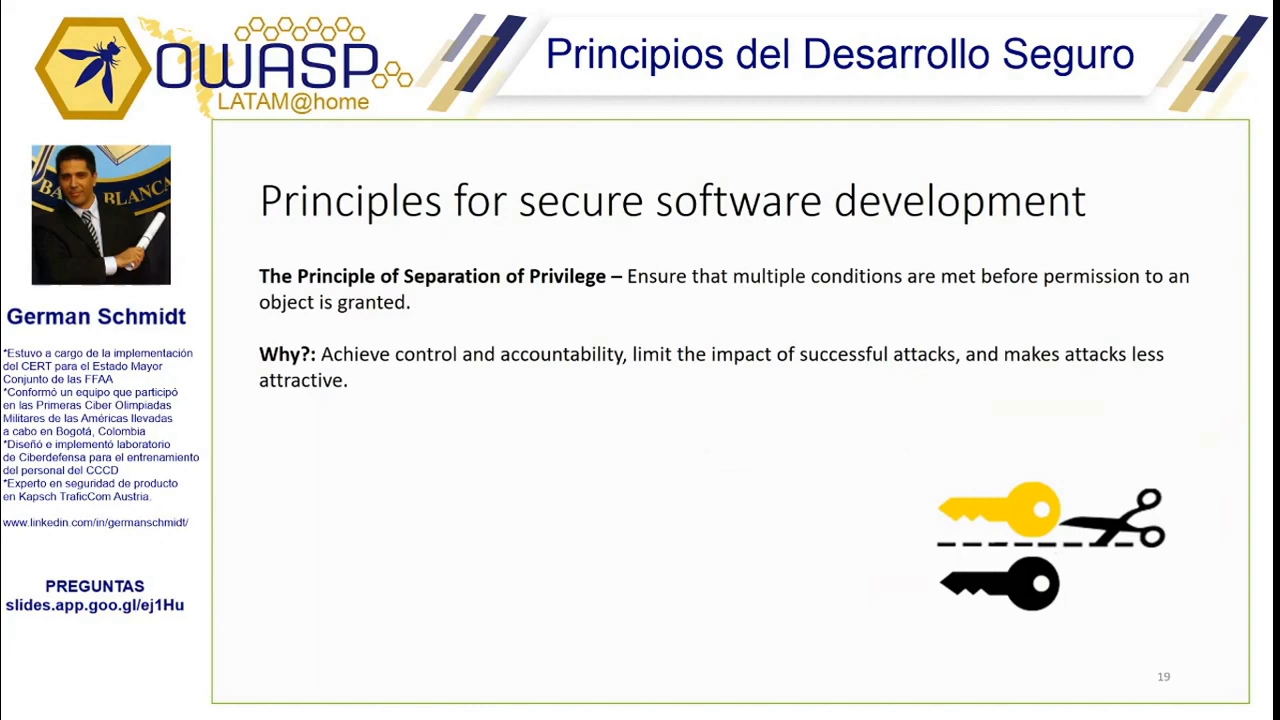 OWASP
LATAM@home
Principios del Desarrollo Seguro
BA BLANCA
German Schmidt
*Estuvo a cargo de la implementación
del CERT para el Estado Mayor
Conjunto de las FFAA
*Conformó un equipo que participó
en las Primeras Ciber Olimpiadas
Militares de las Américas llevadas
a cabo en Bogotá, Colombia
*Diseñó e implementó laboratorio
de Ciberdefensa para el entrenamiento
del personal del CCCD
*Experto en seguridad de producto
en Kapsch TraficCom Austria.
www.linkedin.com/in/germanschmidt/
PREGUNTAS
slides.app.goo.gl/ej1Hu
Principles for secure software development
The Principle of Separation of Privilege – Ensure that multiple conditions are met before permission to an
object is granted.
Why?: Achieve control and accountability, limit the impact of successful attacks, and makes attacks less
attractive.
19